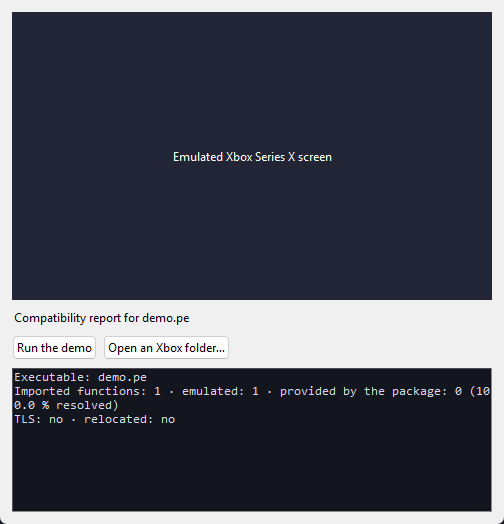 Emulated Xbox Series X screen
Compatibility report for demo.pe
Run the demo
Open an Xbox folder...
Executable: demo.pe
Imported functions: 1 · emulated: 1 · provided by the package: 0 (10
0.0 % resolved)
TLS: no · relocated: no